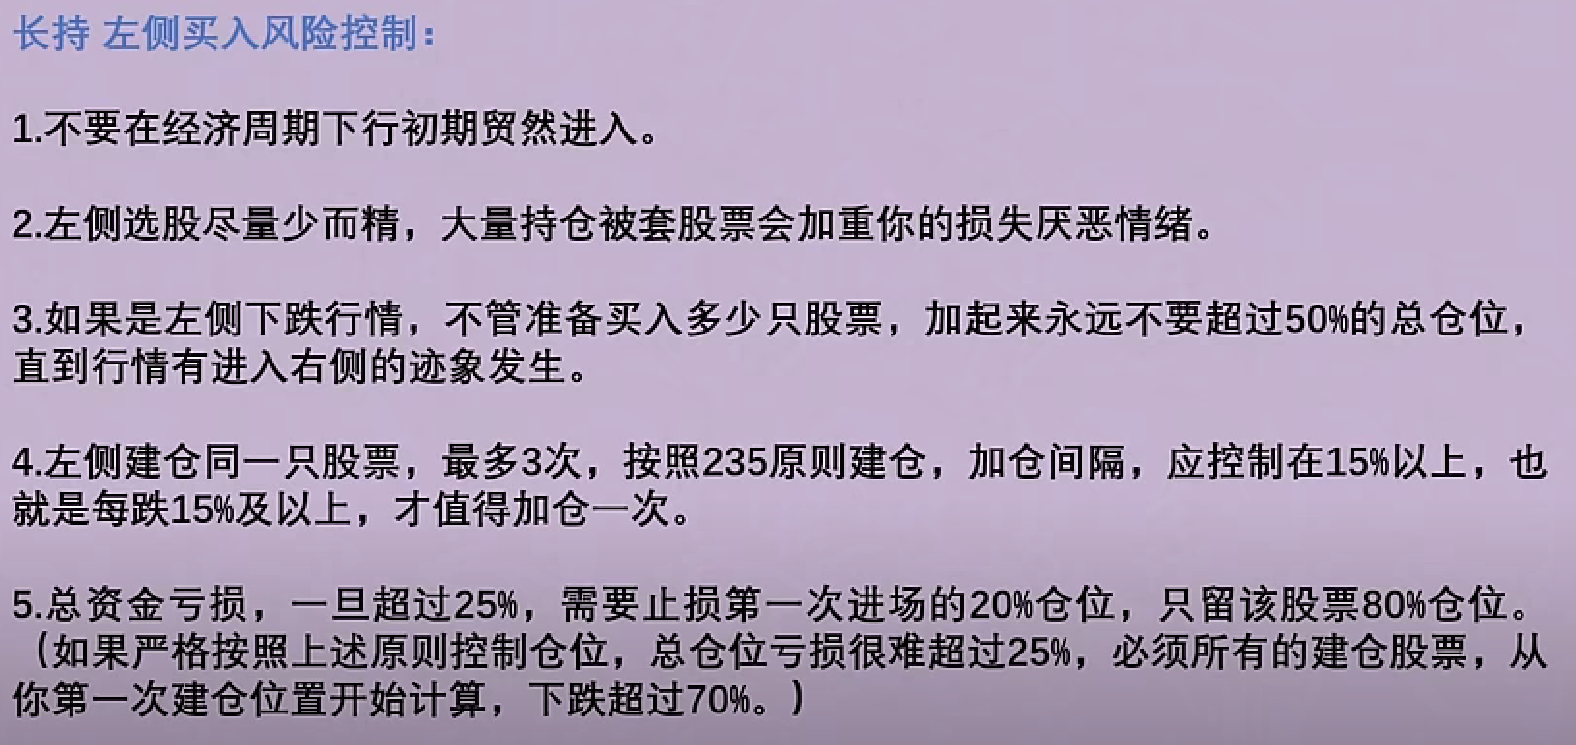 长持 左侧买入风险控制：
1.不要在经济周期下行初期贸然进入。
2.左侧选股尽量少而精，大量持仓被套股票会加重你的损失厌恶情绪。
3.如果是左侧下跌行情，不管准备买入多少只股票，加起来永远不要超过50%的总仓位，
直到行情有进入右侧的迹象发生。
4.左侧建仓同一只股票，最多3次，按照235原则建仓，加仓间隔，应控制在15%以上，也
就是每跌15%及以上，才值得加仓一次。
5.总资金亏损，一旦超过25%，需要止损第一次进场的20%仓位，只留该股票80%仓位。
（如果严格按照上述原则控制仓位，总仓位亏损很难超过25%，必须所有的建仓股票，从
你第一次建仓位置开始计算，下跌超过70%。）